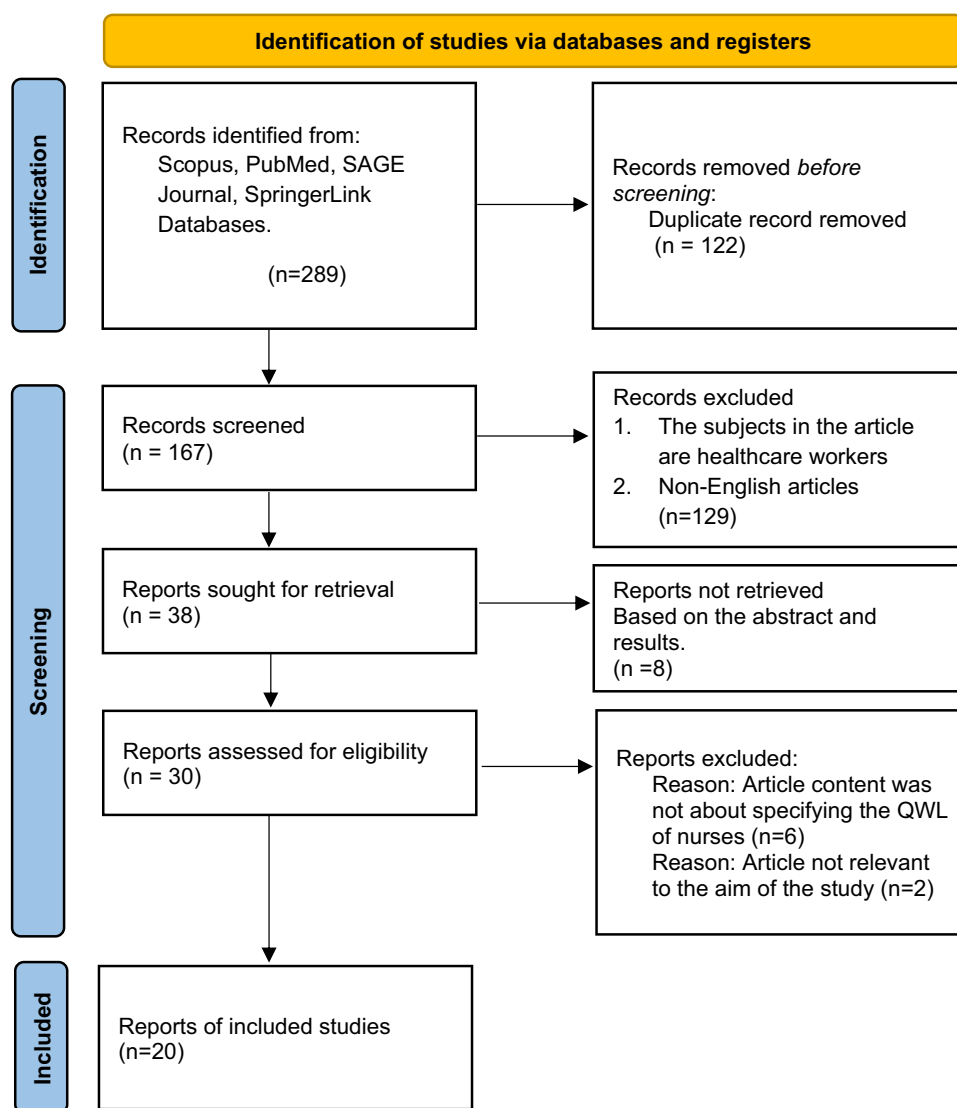 Identification of studies via databases and registers
Identification
Records identified from:
Scopus, PubMed, SAGE
Journal, SpringerLink
Databases.
(n=289)
Records removed before
screening:
Duplicate record removed
(n = 122)
Screening
Records screened
(n = 167)
Records excluded
1. The subjects in the article
are healthcare workers
2. Non-English articles
(n=129)
Reports sought for retrieval
(n = 38)
Reports not retrieved
Based on the abstract and
results.
(n =8)
Reports assessed for eligibility
(n = 30)
Reports excluded:
Reason: Article content was
not about specifying the QWL
of nurses (n=6)
Reason: Article not relevant
to the aim of the study (n=2)
Included
Reports of included studies
(n=20)